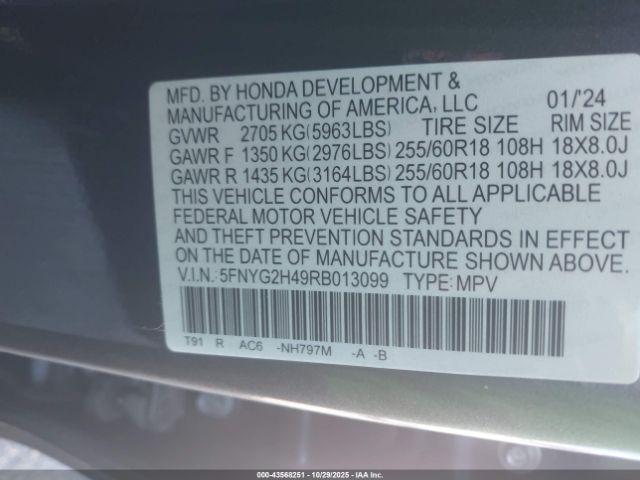 MFD. BY HONDA DEVELOPMENT &
MANUFACTURING OF AMERICA, LLC 01/'24
GVWR 2705 KG(5963LBS) TIRE SIZE RIM SIZE
GAWR F 1350 KG(2976LBS) 255/60R18 108H 18X8.0J
GAWR R 1435 KG(3164LBS) 255/60R18 108H 18X8.0J
THIS VEHICLE CONFORMS TO ALL APPLICABLE
FEDERAL MOTOR VEHICLE SAFETY
AND THEFT PREVENTION STANDARDS IN EFFECT
ON THE DATE OF MANUFACTURE SHOWN ABOVE.
V.I.N.:5FNYG2H49RB013099 TYPE:MPV
T91 R AC6 -NH797M -A -B
000-43568251 | 10/29/2025 | IAAI.COM